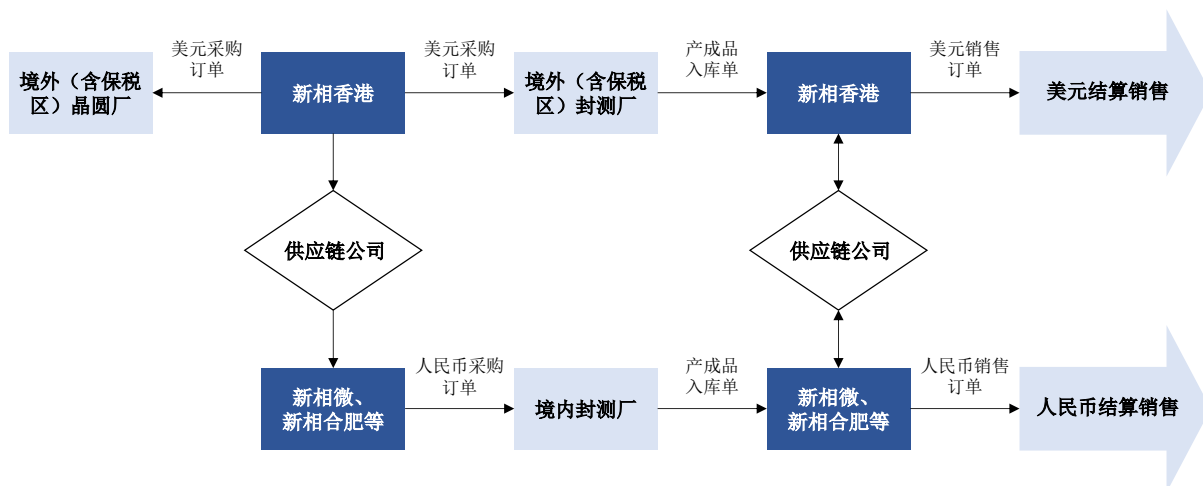 美元采购
订单
美元采购
订单
产成品
入库单
美元销售
订单
境外（含保税
区）晶圆厂
新相香港
境外（含保税
区）封测厂
新相香港
美元结算销售
供应链公司
供应链公司
人民币采购
订单
产成品
入库单
人民币销售
订单
新相微、
新相合肥等
境内封测厂
新相微、
新相合肥等
人民币结算销售